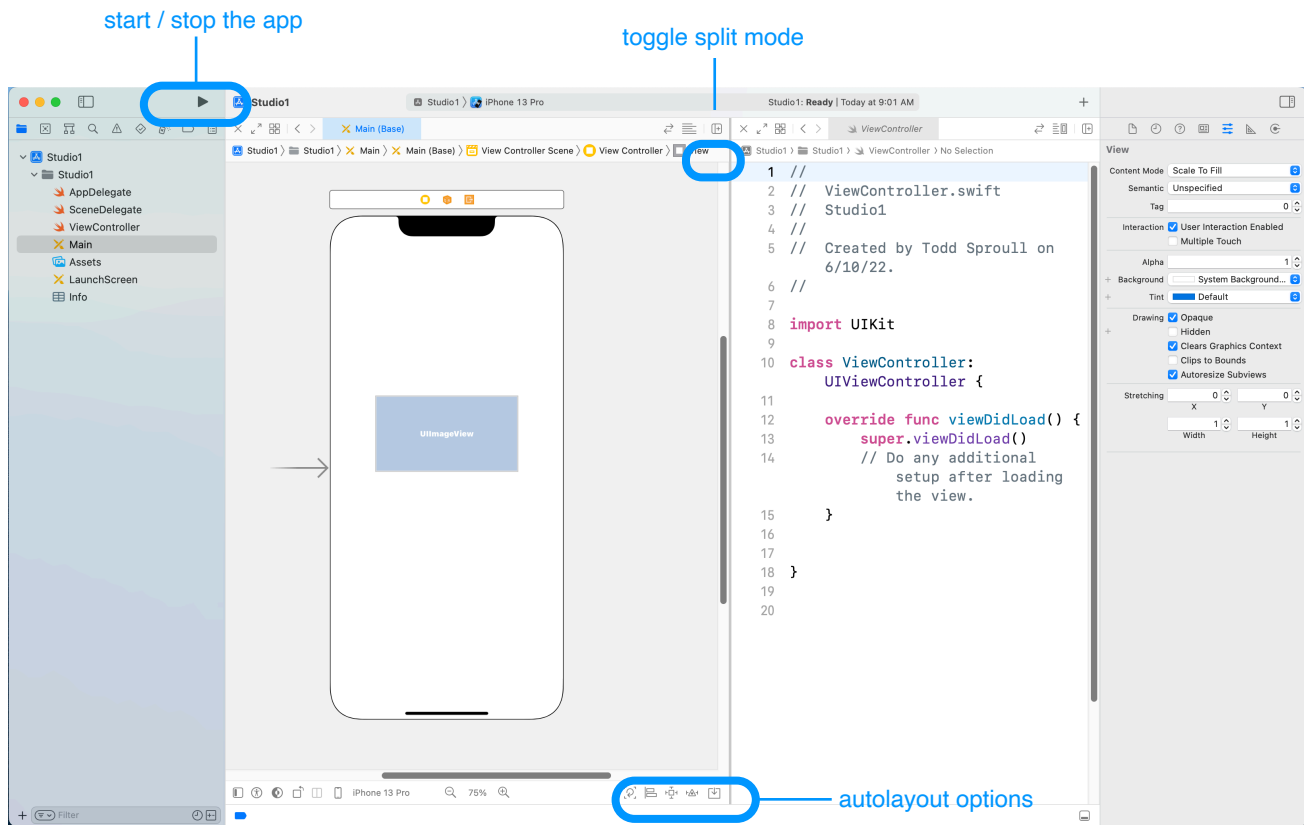 start / stop the app
toggle split mode
Studio1
Studio1 〉 iPhone 13 Pro
Studio1: Ready | Today at 9:01 AM
Main (Base)
ViewController
Studio1 〉 Studio1 〉 Main 〉 Main (Base) 〉 View Controller Scene 〉 View Controller 〉 View
Studio1 〉 Studio1 〉 ViewController 〉 No Selection
Studio1
Studio1
AppDelegate
SceneDelegate
ViewController
Main
Assets
LaunchScreen
Info
UIImageView
1 //
2 //  ViewController.swift
3 //  Studio1
4 //
5 //  Created by Todd Sproull on
6/10/22.
6 //
7
8 import UIKit
9
10 class ViewController:
UIViewController {
11
12 override func viewDidLoad() {
13 super.viewDidLoad()
14 // Do any additional
setup after loading
the view.
15 }
16
17
18 }
19
20
View
Content Mode Scale To Fill
Semantic Unspecified
Tag 0
Interaction User Interaction Enabled
Multiple Touch
Alpha 1
+ Background System Background...
+ Tint Default
Drawing Opaque
+ Hidden
Clears Graphics Context
Clips to Bounds
Autoresize Subviews
Stretching 0 0
X Y
1 1
Width Height
iPhone 13 Pro 75%
autolayout options
+ Filter